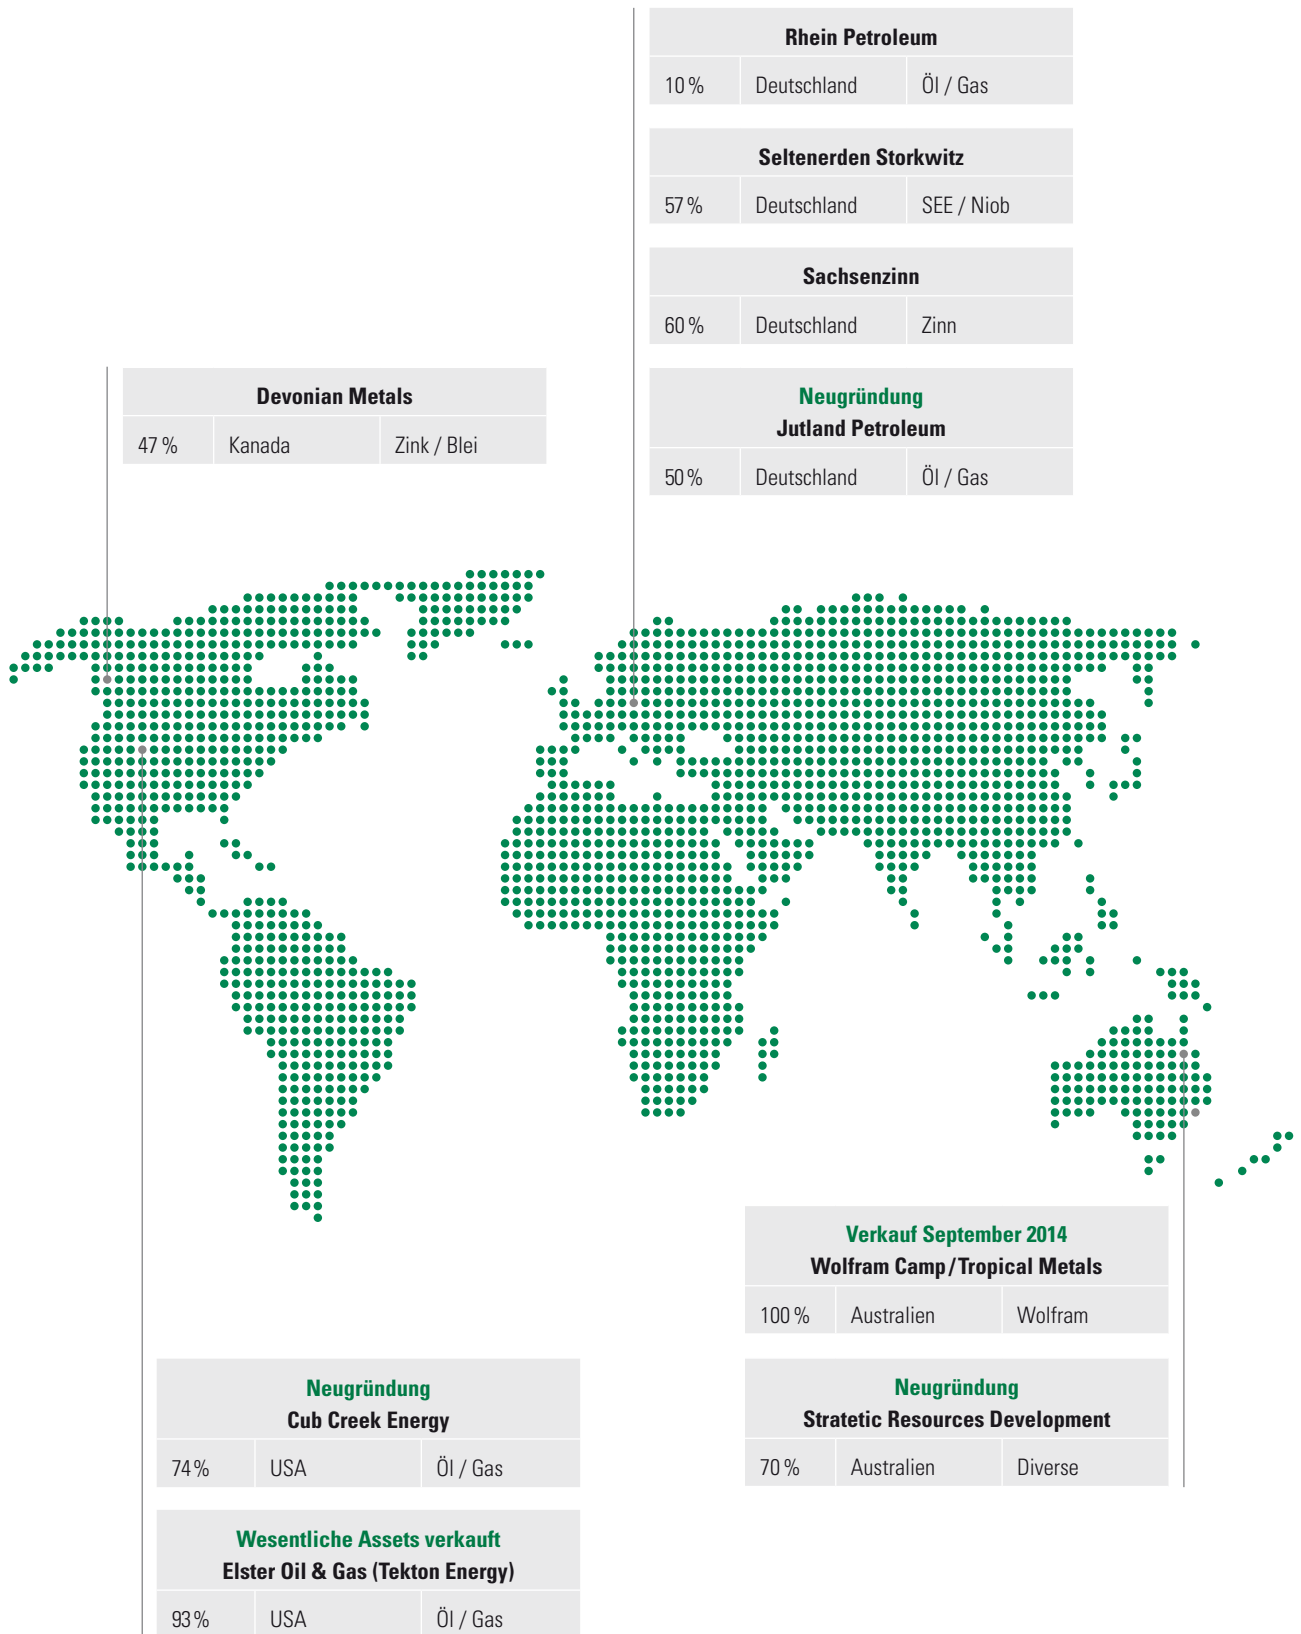 Rhein Petroleum
10 % Deutschland Öl / Gas
Seltenerden Storkwitz
57 % Deutschland SEE / Niob
Sachsenzinn
60 % Deutschland Zinn
Neugründung
Jutland Petroleum
50 % Deutschland Öl / Gas
Devonian Metals
47 % Kanada Zink / Blei
Verkauf September 2014
Wolfram Camp / Tropical Metals
100 % Australien Wolfram
Neugründung
Stratetic Resources Development
70 % Australien Diverse
Neugründung
Cub Creek Energy
74 % USA Öl / Gas
Wesentliche Assets verkauft
Elster Oil & Gas (Tekton Energy)
93 % USA Öl / Gas